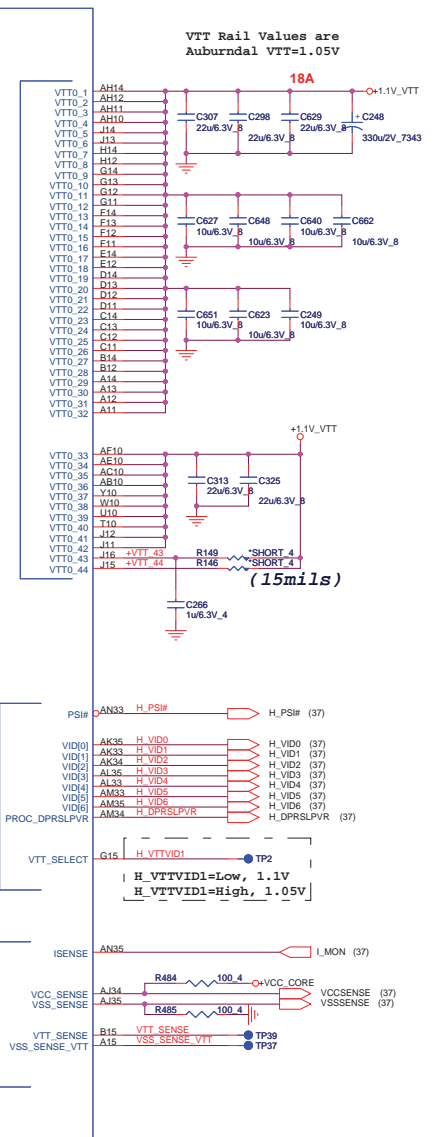 VTT Rail Values are
Auburndal VTT=1.05V
18A
+1.1V_VTT
VTT0_1 AH14
VTT0_2 AH12
VTT0_3 AH11
VTT0_4 AH10
VTT0_5 J14
VTT0_6 J13
VTT0_7 H14
VTT0_8 H12
VTT0_9 G14
VTT0_10 G13
VTT0_11 G12
VTT0_12 G11
VTT0_13 F14
VTT0_14 F13
VTT0_15 F12
VTT0_16 F11
VTT0_17 E14
VTT0_18 E12
VTT0_19 D14
VTT0_20 D13
VTT0_21 D12
VTT0_22 D11
VTT0_23 C14
VTT0_24 C13
VTT0_25 C12
VTT0_26 C11
VTT0_27 B14
VTT0_28 B12
VTT0_29 A14
VTT0_30 A13
VTT0_31 A12
VTT0_32 A11
C307
22u/6.3V_8
C298
22u/6.3V_8
C629
22u/6.3V_8
+ C248
330u/2V_7343
C627
10u/6.3V_8
C648
10u/6.3V_8
C640
10u/6.3V_8
C662
10u/6.3V_8
C651
10u/6.3V_8
C623
10u/6.3V_8
C249
10u/6.3V_8
+1.1V_VTT
VTT0_33 AF10
VTT0_34 AE10
VTT0_35 AC10
VTT0_36 AB10
VTT0_37 Y10
VTT0_38 W10
VTT0_39 U10
VTT0_40 T10
VTT0_41 J12
VTT0_42 J11
VTT0_43 J16 +VTT_43 R149 *SHORT_4
VTT0_44 J15 +VTT_44 R146 *SHORT_4
C313
22u/6.3V_8
C325
22u/6.3V_8
(15mils)
C266
1u/6.3V_4
PSI# AN33 H_PSI# H_PSI# (37)
VID[0] AK35 H_VID0 H_VID0 (37)
VID[1] AK33 H_VID1 H_VID1 (37)
VID[2] AK34 H_VID2 H_VID2 (37)
VID[3] AL35 H_VID3 H_VID3 (37)
VID[4] AL33 H_VID4 H_VID4 (37)
VID[5] AM33 H_VID5 H_VID5 (37)
VID[6] AM35 H_VID6 H_VID6 (37)
PROC_DPRSLPVR AM34 H_DPRSLPVR H_DPRSLPVR (37)
VTT_SELECT G15 H_VTTVID1 TP2
H_VTTVID1=Low, 1.1V
H_VTTVID1=High, 1.05V
ISENSE AN35 I_MON (37)
R484 100_4 +VCC_CORE
VCC_SENSE AJ34 VCCSENSE (37)
VSS_SENSE AJ35 VSSSENSE (37)
R485 100_4
VTT_SENSE B15 VTT_SENSE TP39
VSS_SENSE_VTT A15 VSS_SENSE_VTT TP37